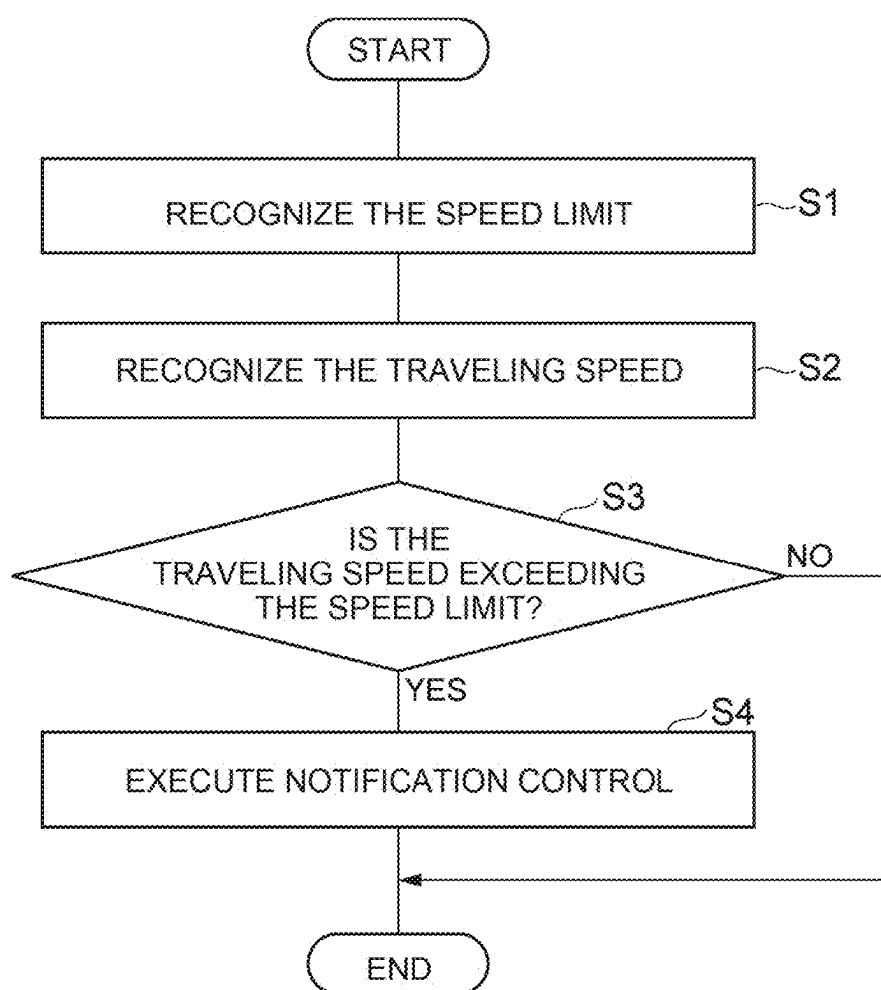 START
RECOGNIZE THE SPEED LIMIT
S1
RECOGNIZE THE TRAVELING SPEED
S2
S3
IS THE
TRAVELING SPEED EXCEEDING
THE SPEED LIMIT?
NO
YES
S4
EXECUTE NOTIFICATION CONTROL
END